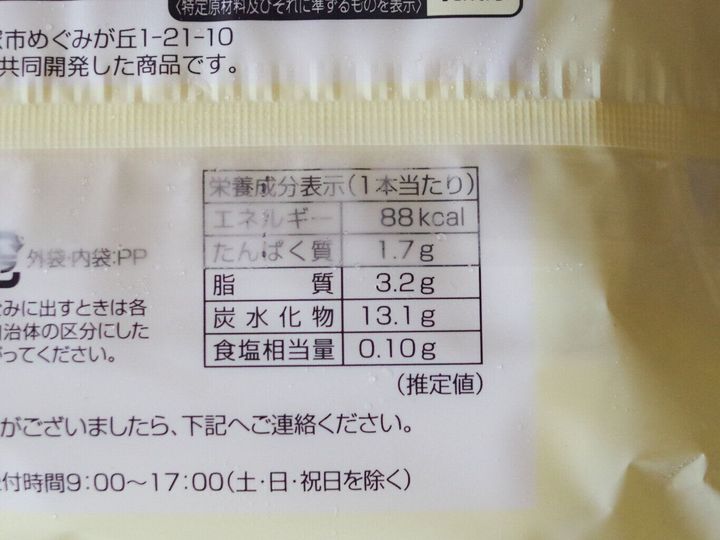 〈特定原材料及びそれに準ずるものを表示〉
市めぐみが丘1-21-10
共同開発した商品です。
栄養成分表示(1本当たり)
エネルギー 88kcal
たんぱく質 1.7g
脂質 3.2g
炭水化物 13.1g
食塩相当量 0.10g
(推定値)
外袋・内袋:PP
みに出すときは各
治体の区分にした
がってください。
がございましたら、下記へご連絡ください。
付時間9:00〜17:00(土・日・祝日を除く)